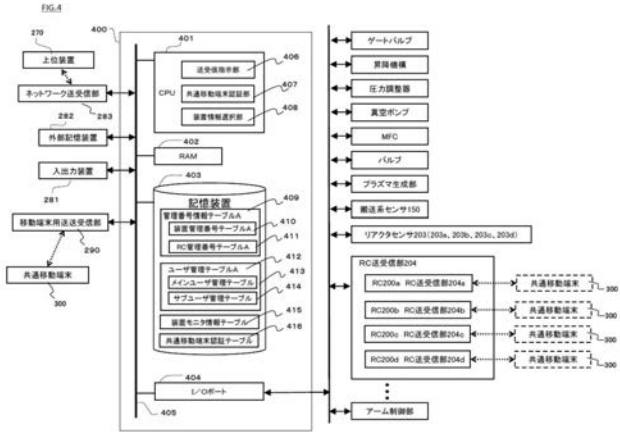 FIG.4
400
270
上位装置
ネットワーク送受信部
283
282
外部記憶装置
入出力装置
281
移動端末用送受信部
290
共通移動端末
300
401
CPU
送受信指示部
406
共通移動端末認証部
407
装置情報選択部
408
402
RAM
403
記憶装置
409
管理番号情報テーブルA
装置管理番号テーブルA
410
RC管理番号テーブルA
411
412
ユーザ管理テーブルA
メインユーザ管理テーブル
413
サブユーザ管理テーブル
414
装置モニタ情報テーブル
415
共通移動端末認証テーブル
416
404
I/Oポート
405
ゲートバルブ
昇降機構
圧力調整器
真空ポンプ
MFC
バルブ
プラズマ生成部
搬送系センサ150
リアクタセンサ203(203a、203b、203c、203d)
RC送受信部204
RC200a RC送受信部204a
共通移動端末
300
RC200b RC送受信部204b
共通移動端末
300
RC200c RC送受信部204c
共通移動端末
300
RC200d RC送受信部204d
共通移動端末
300
アーム制御部